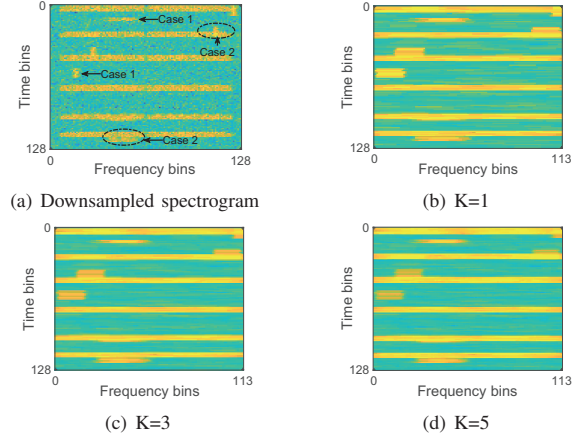 0
Case 1
Case 2
Case 1
Case 2
Time bins
128
0
128
Frequency bins
(a) Downsampled spectrogram
0
Time bins
128
0
113
Frequency bins
(b) K=1
0
Time bins
128
0
113
Frequency bins
(c) K=3
0
Time bins
128
0
113
Frequency bins
(d) K=5